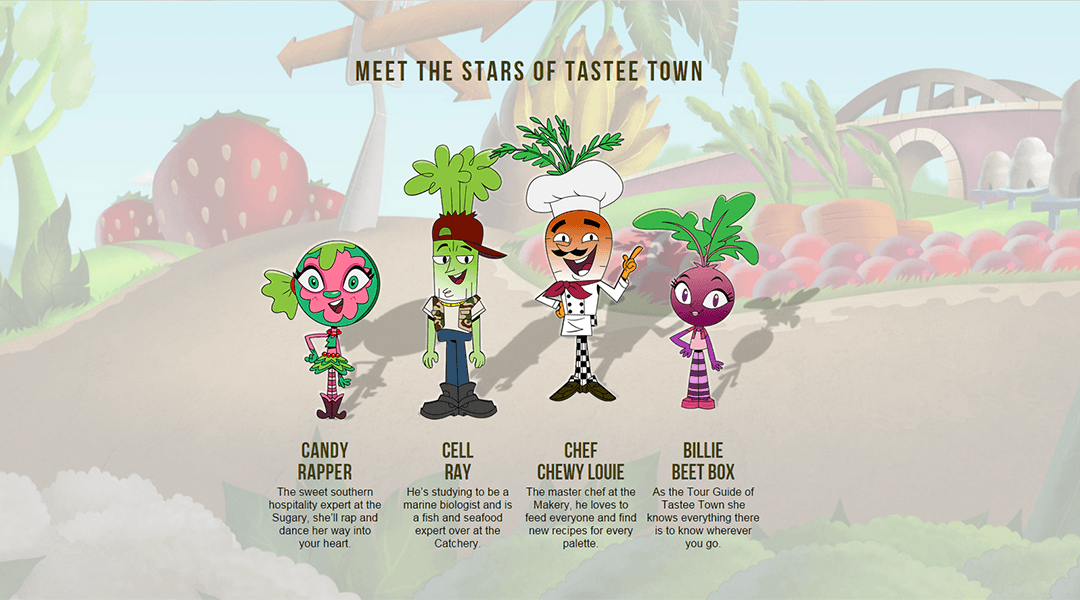 MEET THE STARS OF TASTEE TOWN
CANDY
RAPPER
The sweet southern
hospitality expert at the
Sugary, she'll rap and
dance her way into
your heart.
CELL
RAY
He's studying to be a
marine biologist and is
a fish and seafood
expert over at the
Catchery.
CHEF
CHEWY LOUIE
The master chef at the
Makery, he loves to
feed everyone and find
new recipes for every
palette.
BILLIE
BEET BOX
As the Tour Guide of
Tastee Town she
knows everything there
is to know wherever
you go.